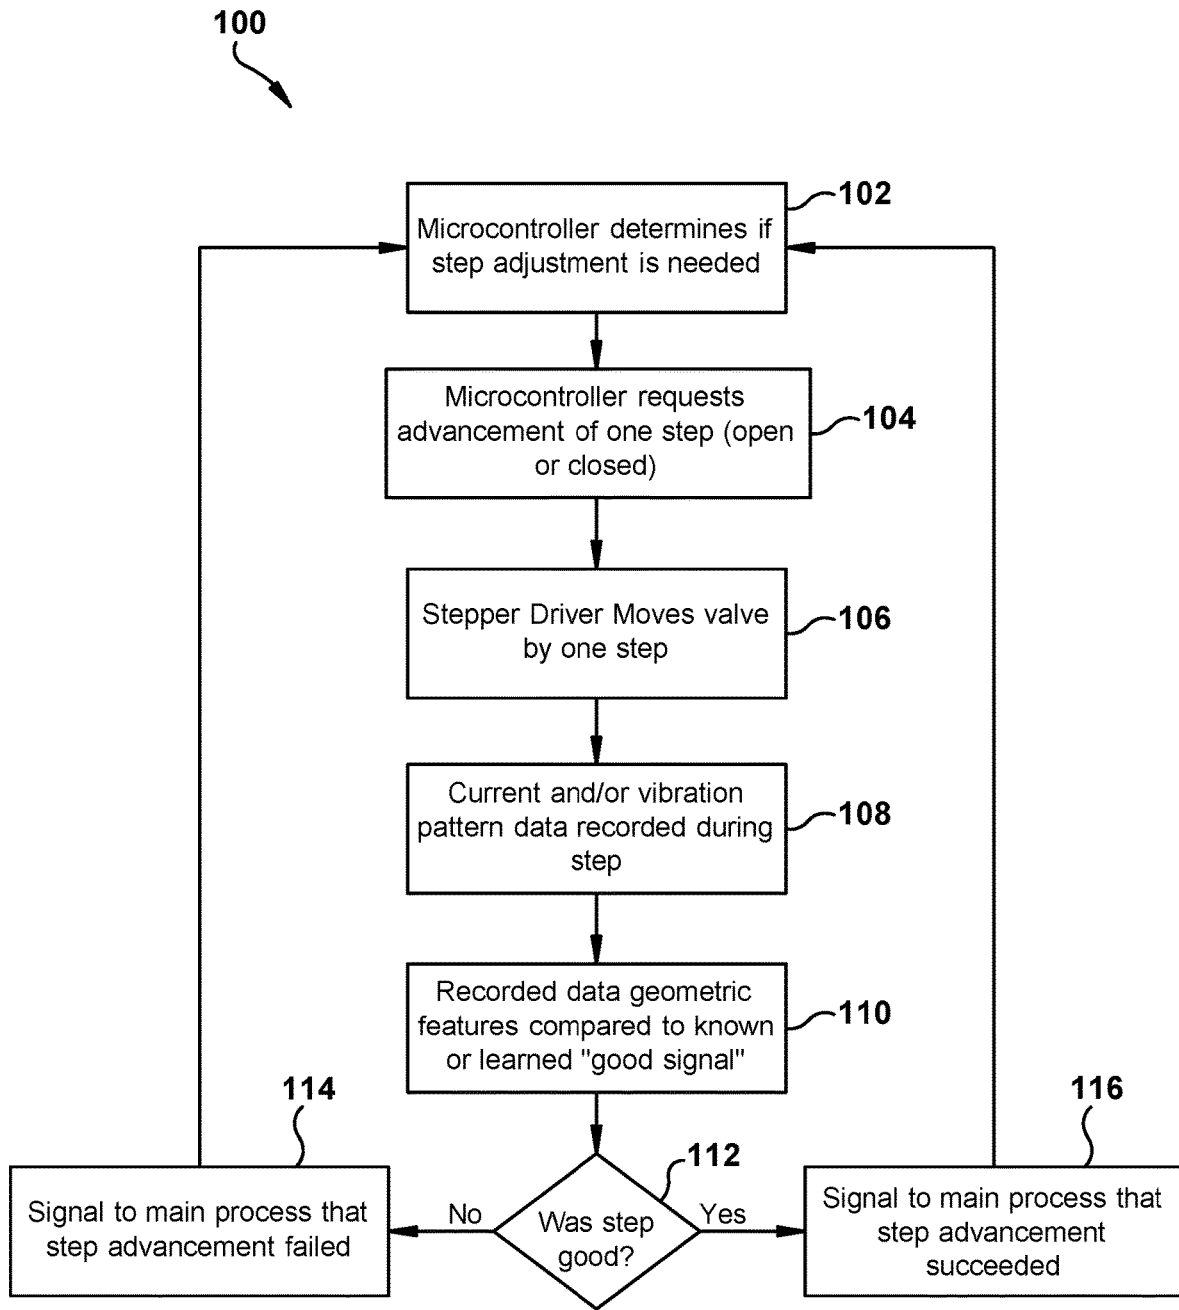 100
102
Microcontroller determines if
step adjustment is needed
Microcontroller requests
advancement of one step (open
or closed)
104
Stepper Driver Moves valve
by one step
106
Current and/or vibration
pattern data recorded during
step
108
Recorded data geometric
features compared to known
or learned "good signal"
110
114
116
112
Signal to main process that
step advancement failed
No
Was step
good?
Yes
Signal to main process that
step advancement
succeeded